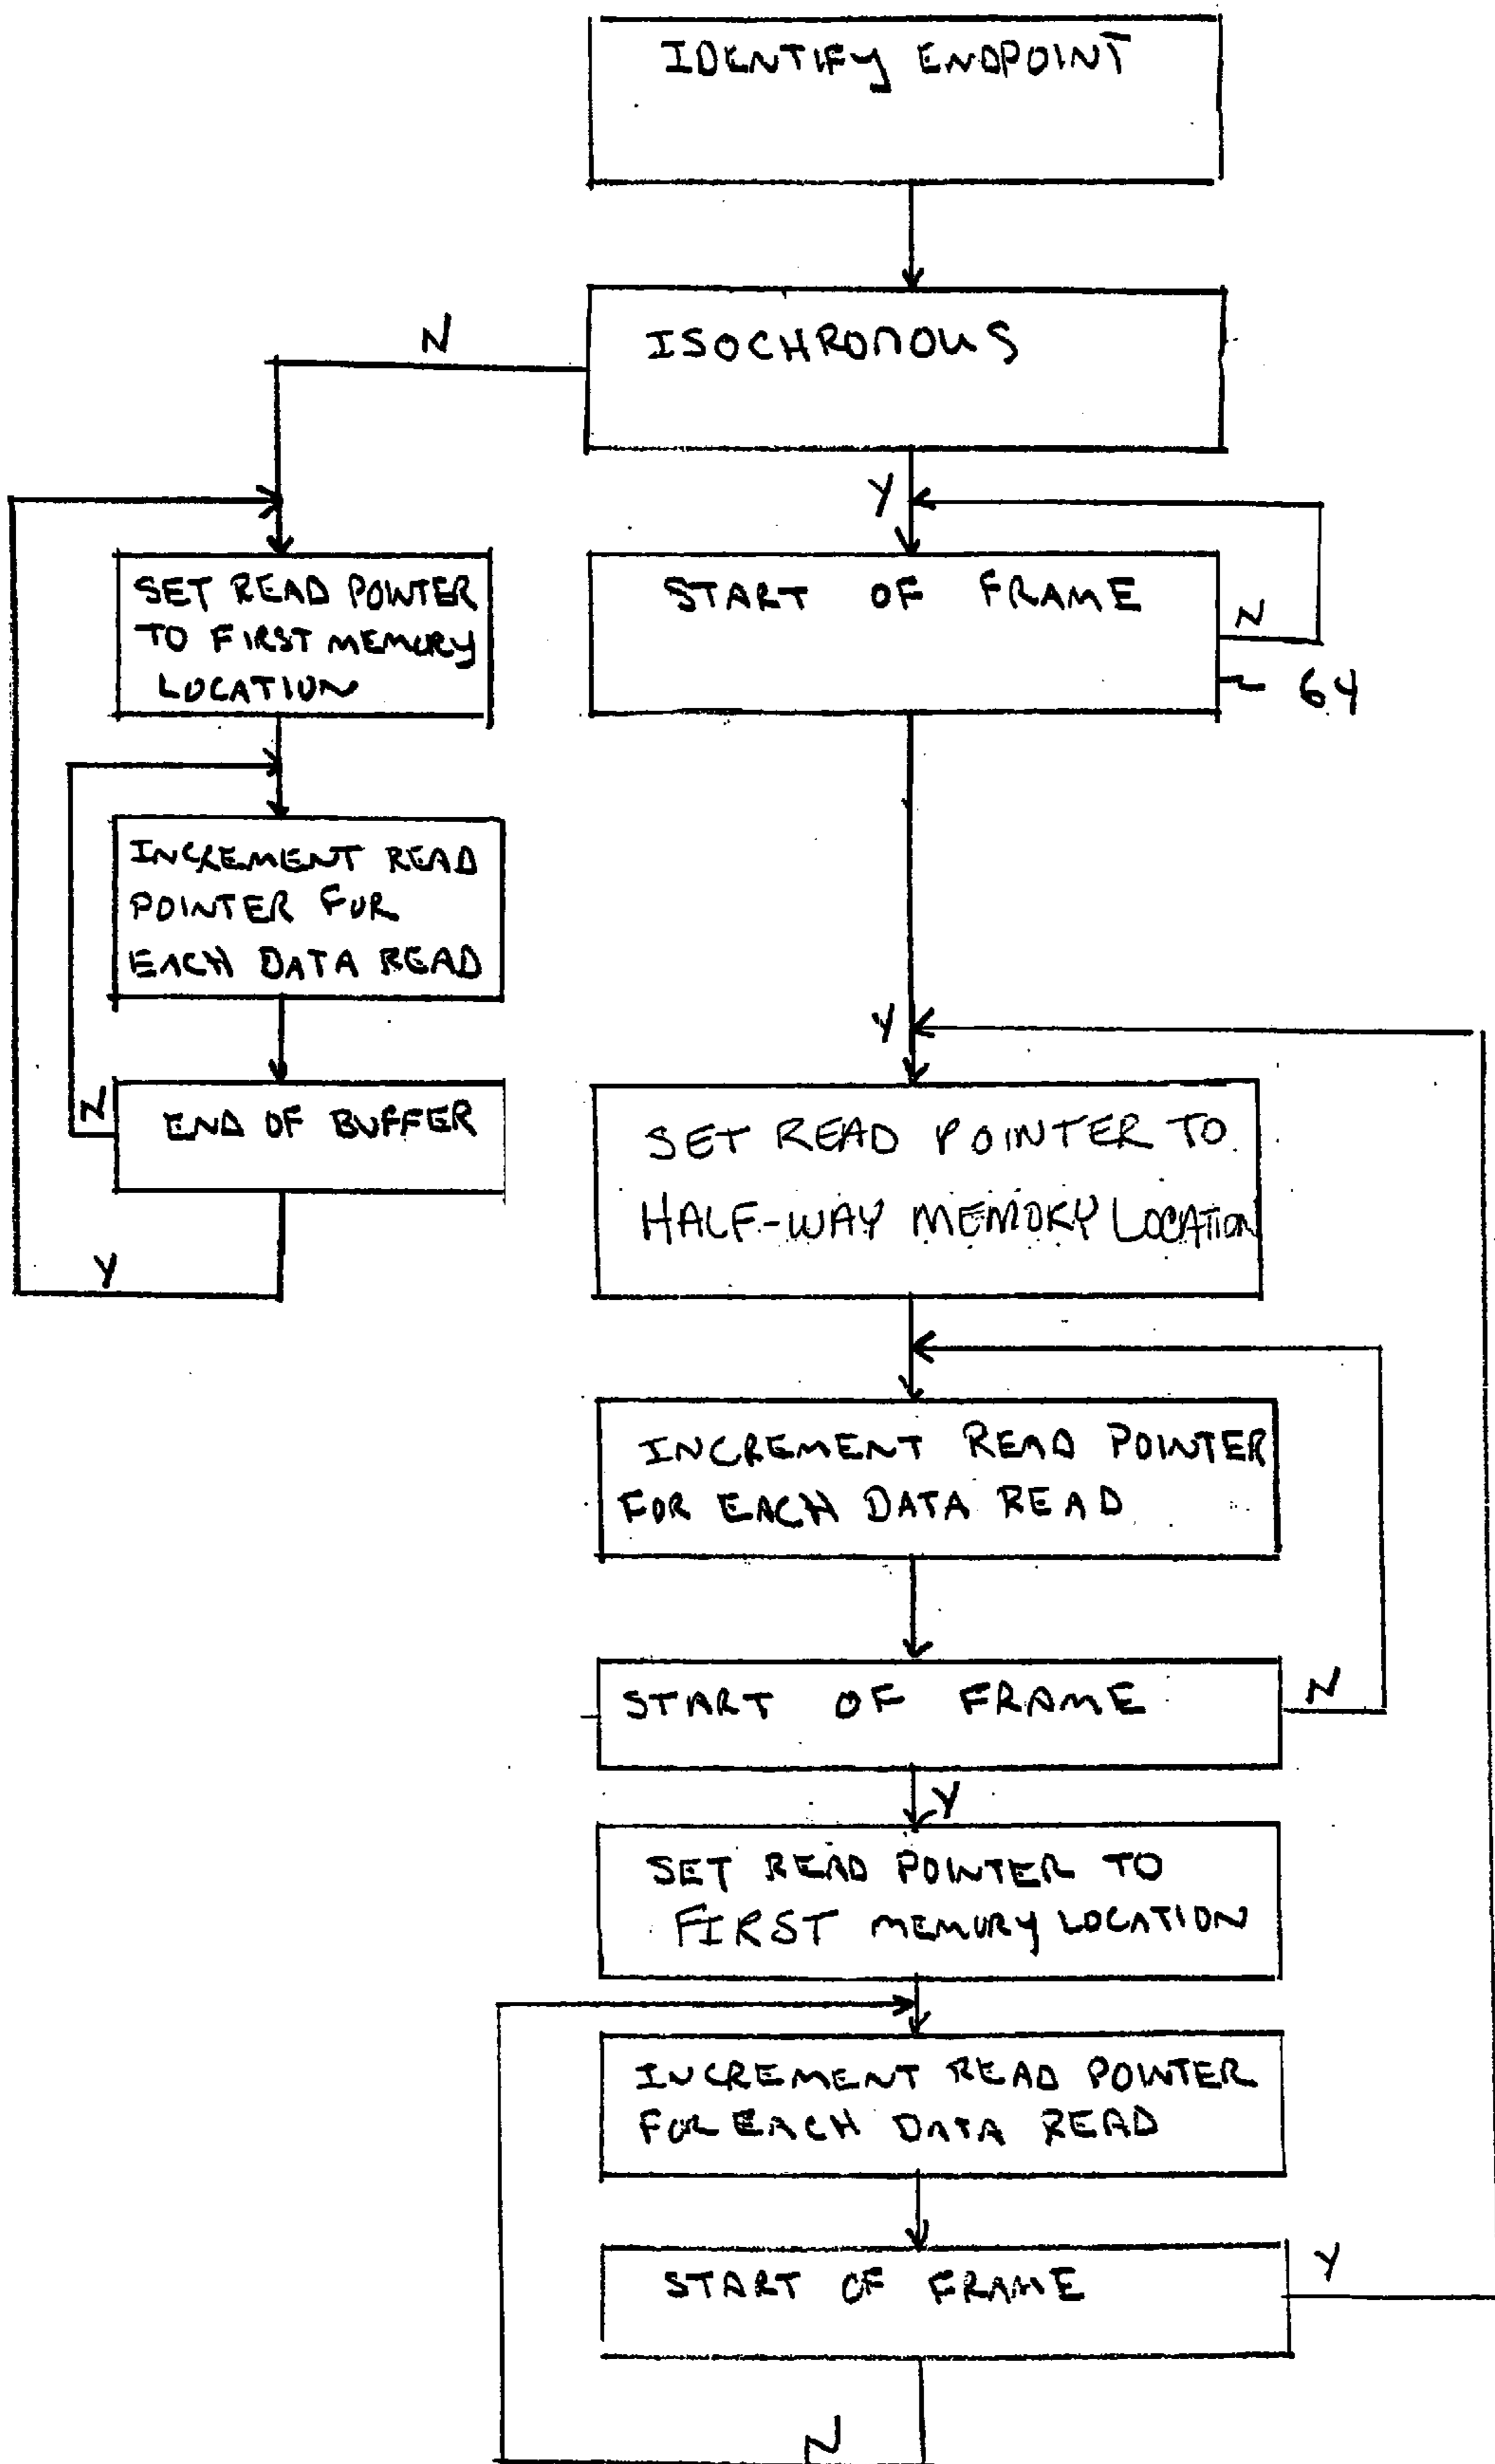 IDENTIFY ENDPOINT
ISOCHRONOUS
N
Y
START OF FRAME
N
64
SET READ POINTER
TO FIRST MEMORY
LOCATION
INCREMENT READ
POINTER FOR
EACH DATA READ
END OF BUFFER
N
Y
Y
SET READ POINTER TO
HALF-WAY MEMORY LOCATION
INCREMENT READ POINTER
FOR EACH DATA READ
START OF FRAME
N
Y
SET READ POINTER TO
FIRST MEMORY LOCATION
INCREMENT READ POINTER
FOR EACH DATA READ
START OF FRAME
Y
N